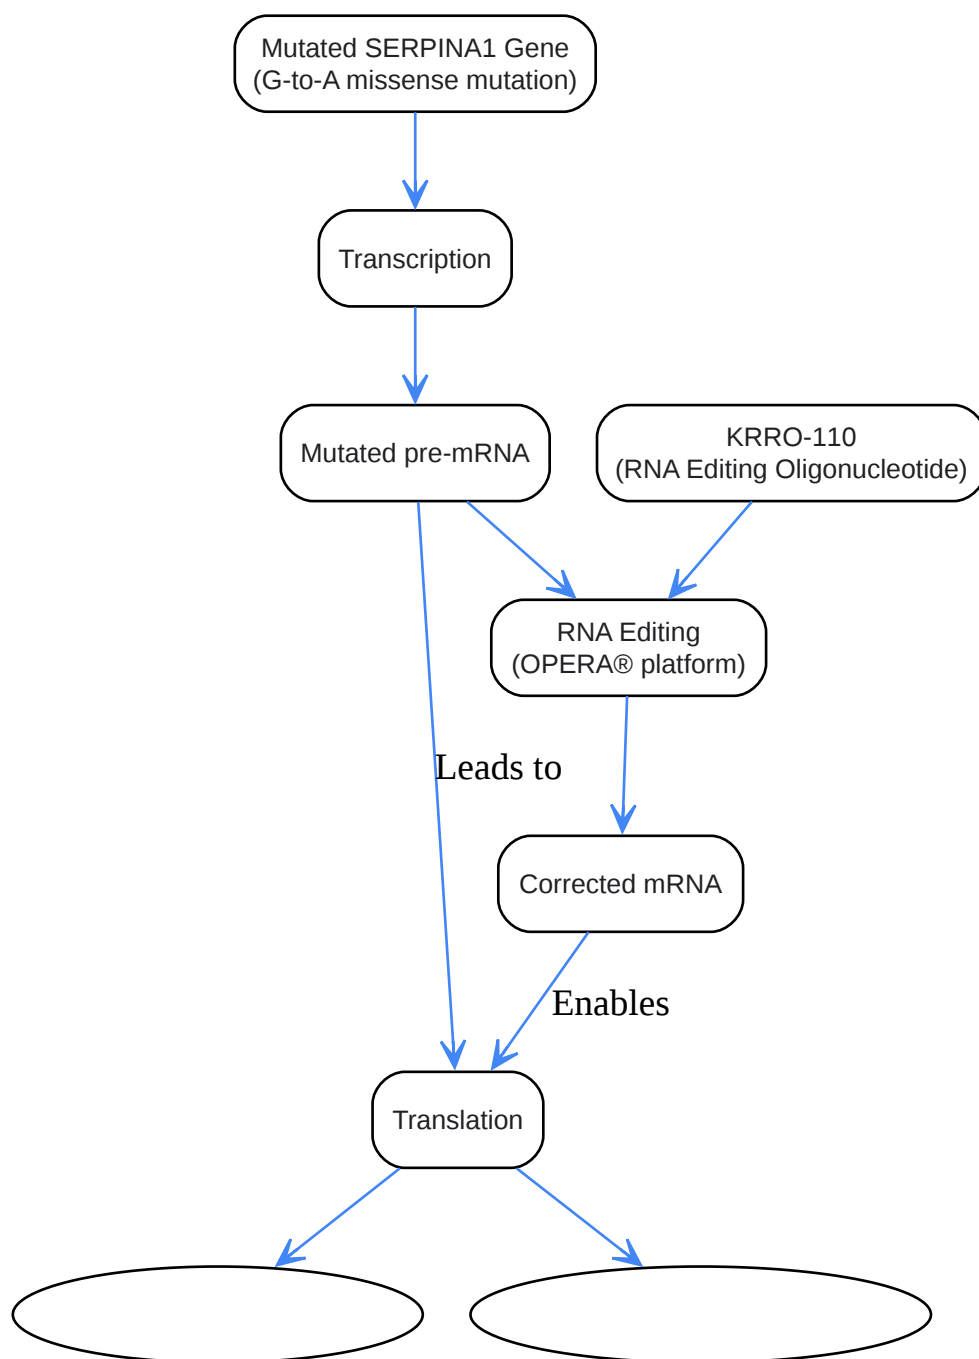 Mutated SERPINA1 Gene
(G-to-A missense mutation)
Transcription
Mutated pre-mRNA
KRRO-110
(RNA Editing Oligonucleotide)
RNA Editing
(OPERA® platform)
Leads to
Corrected mRNA
Enables
Translation